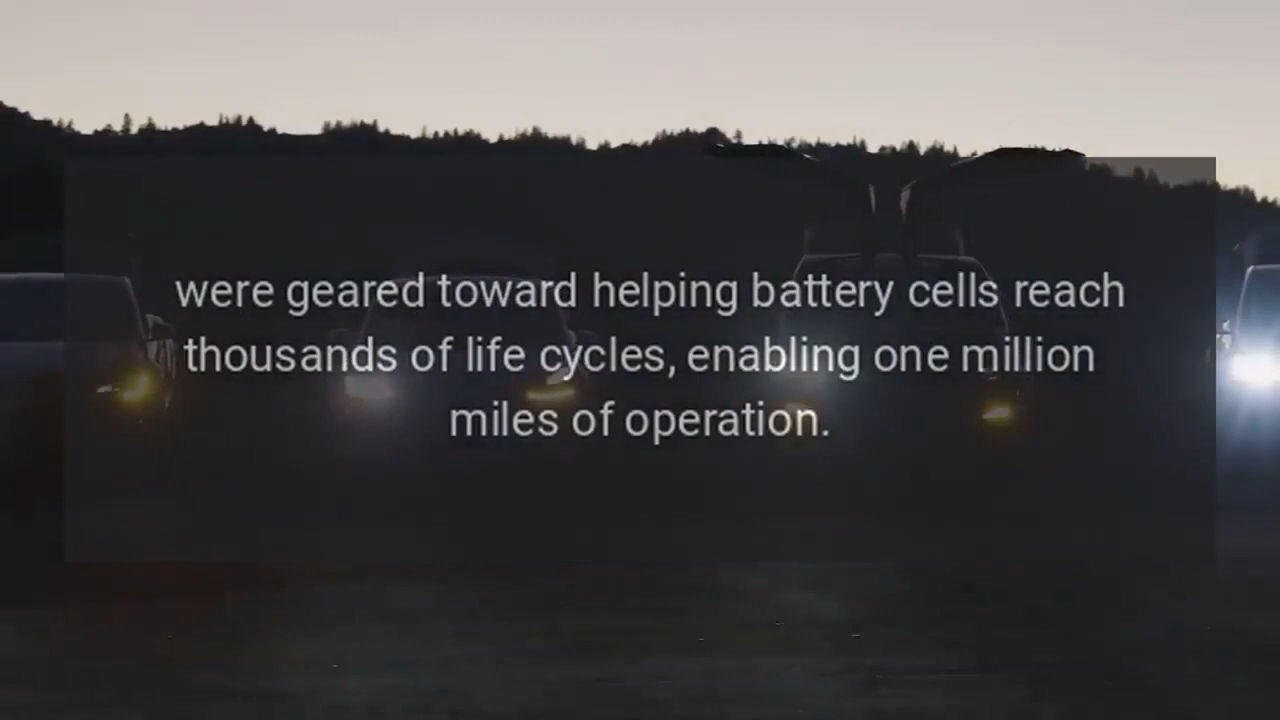 were geared toward helping battery cells reach
thousands of life cycles, enabling one million
miles of operation.